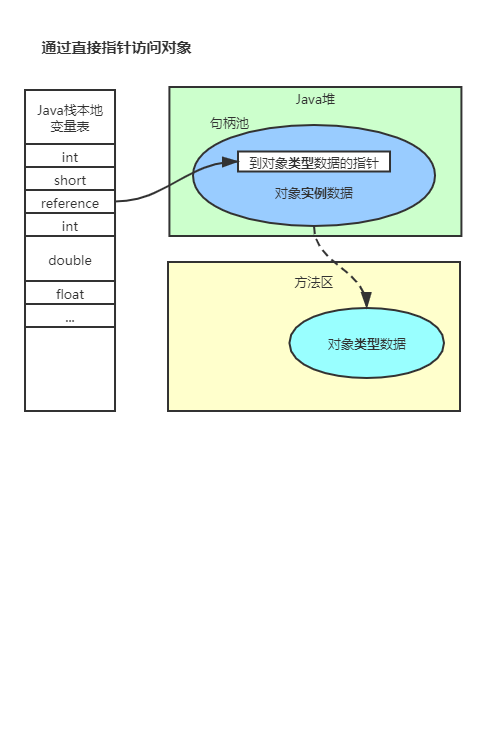 通过直接指针访问对象
Java栈本地
变量表
int
short
reference
int
double
float
...
Java堆
句柄池
到对象类型数据的指针
对象实例数据
方法区
对象类型数据